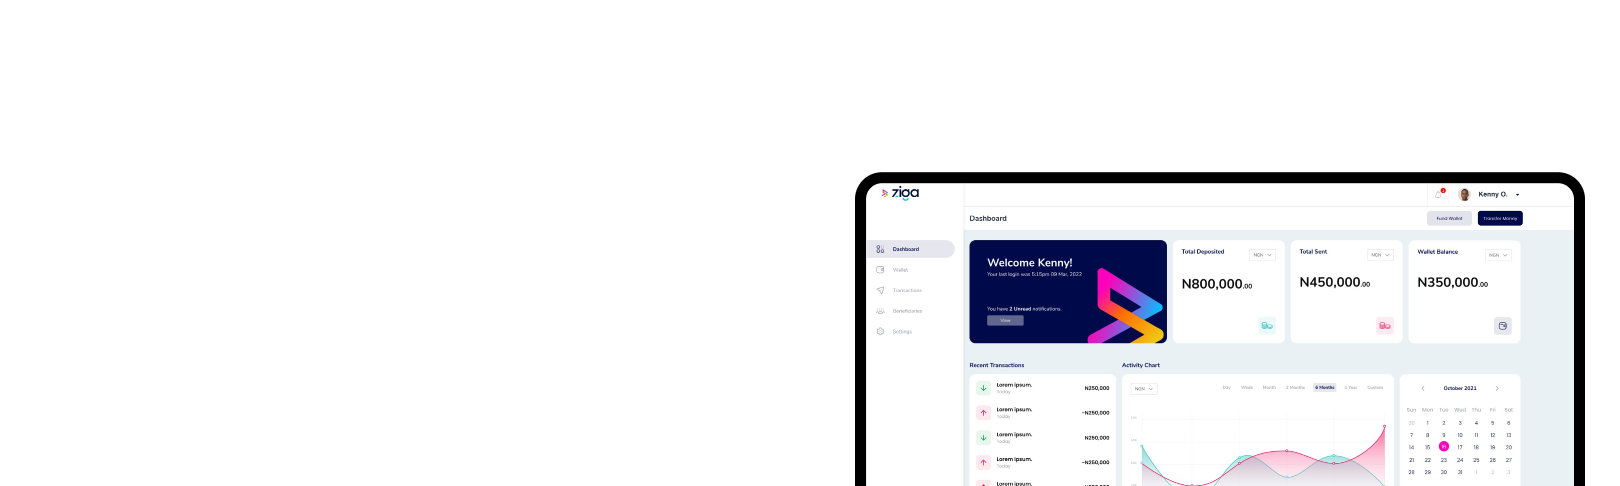 ziga
Kenny O.
Dashboard
Fund Wallet
Transfer Money
Dashboard
Wallet
Transactions
Beneficiaries
Settings
Welcome Kenny!
Your last login was 5:15pm 09 Mar, 2022
You have 2 Unread notifications.
View
Total Deposited
NGN
N800,000.00
Total Sent
NGN
N450,000.00
Wallet Balance
NGN
N350,000.00
Recent Transactions
Lorem ipsum.
Today
N250,000
Lorem ipsum.
Today
-N250,000
Lorem ipsum.
Today
N250,000
Lorem ipsum.
Today
-N250,000
Lorem ipsum.
Activity Chart
NGN
Day Week Month 3 Months 6 Months 1 Year Custom
October 2021
Sun Mon Tue Wed Thu Fri Sat
30 1 2 3 4 5 6
7 8 9 10 11 12 13
14 15 16 17 18 19 20
21 22 23 24 25 26 27
28 29 30 31 1 2 3